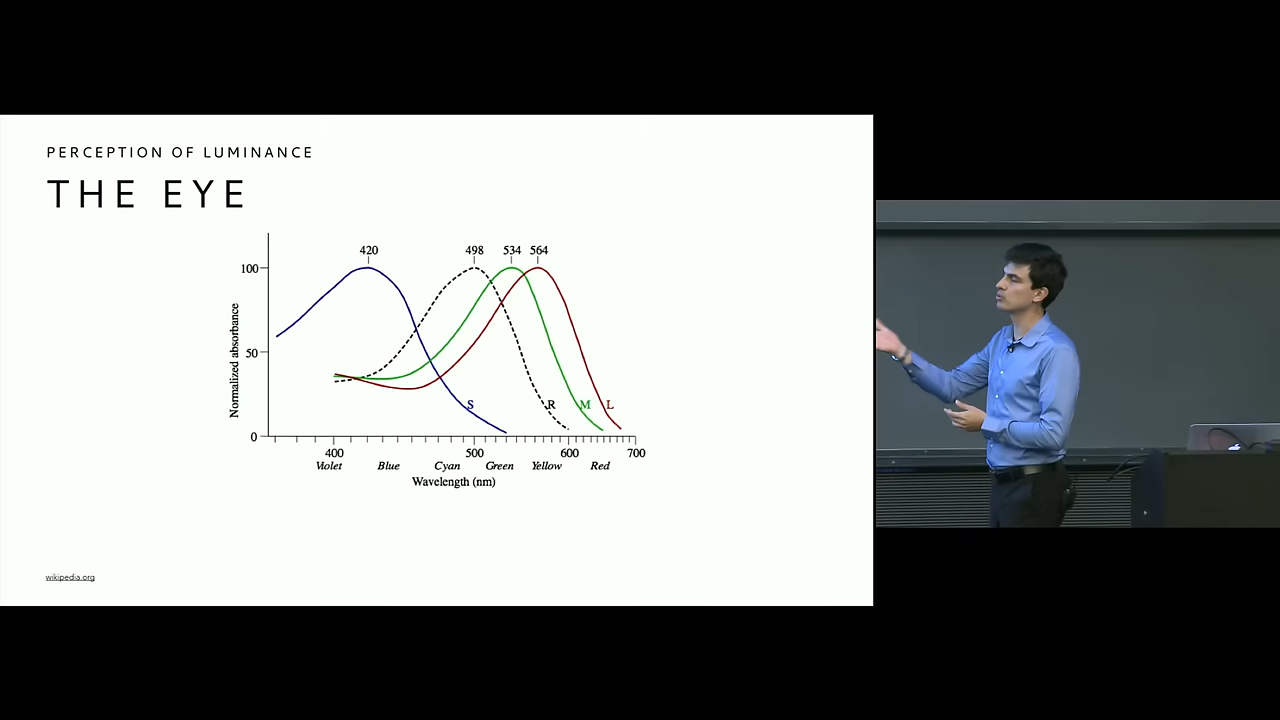 PERCEPTION OF LUMINANCE
THE EYE
420 498 534 564
100
50
0
Normalized absorbance
S R M L
400 500 600 700
Violet Blue Cyan Green Yellow Red
Wavelength (nm)
wikipedia.org